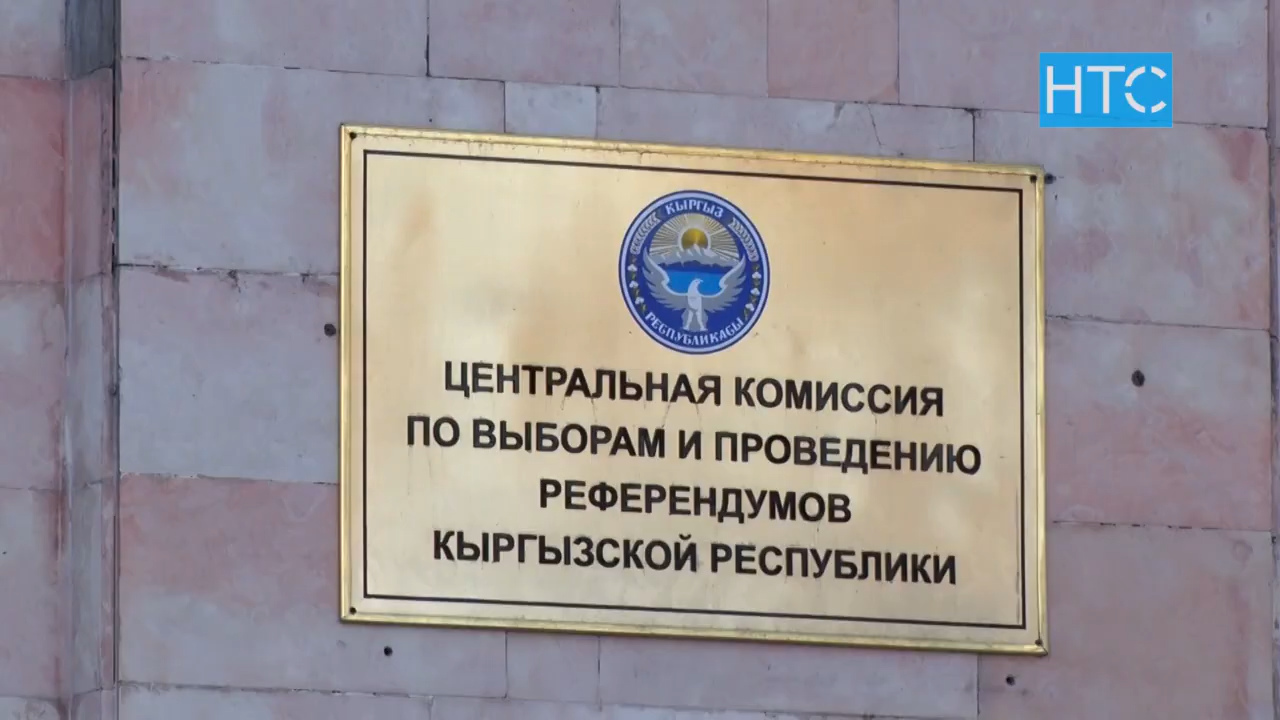 НТС
КЫРГЫЗ
РЕСПУБЛИКАСЫ
ЦЕНТРАЛЬНАЯ КОМИССИЯ
ПО ВЫБОРАМ И ПРОВЕДЕНИЮ
РЕФЕРЕНДУМОВ
КЫРГЫЗСКОЙ РЕСПУБЛИКИ